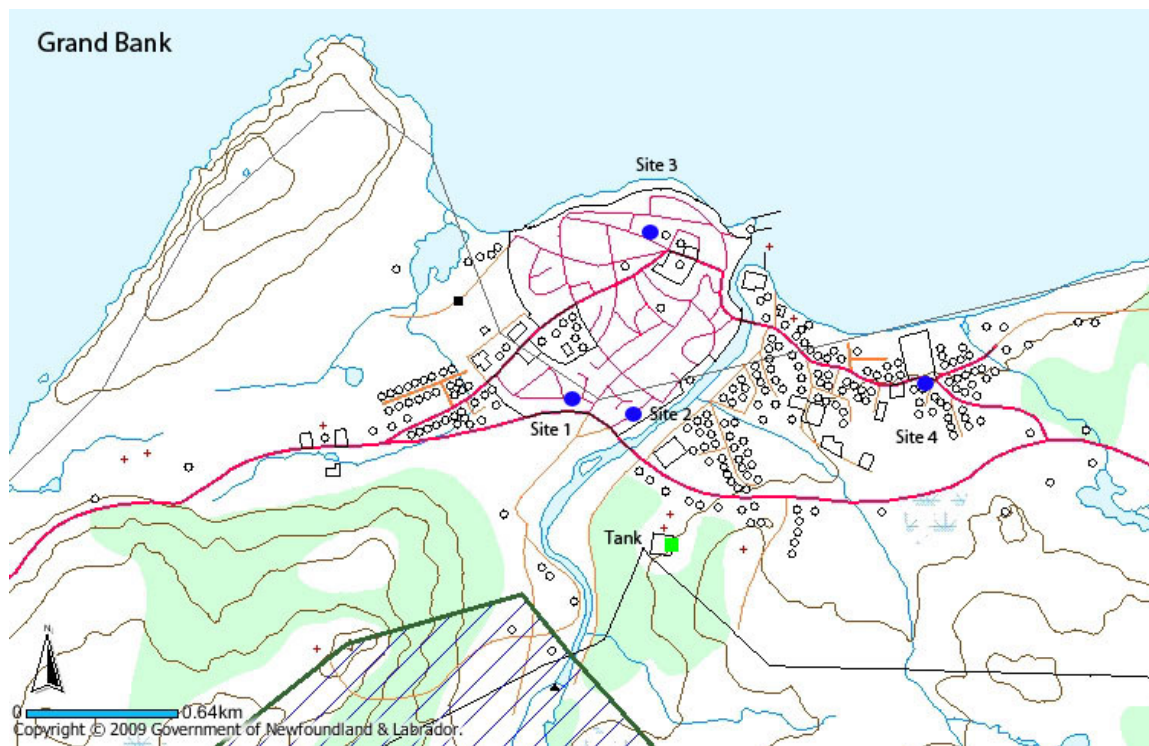 Grand Bank
Site 3
Site 1
Site 2
Site 4
Tank
N
0 0.64km
Copyright © 2009 Government of Newfoundland & Labrador.